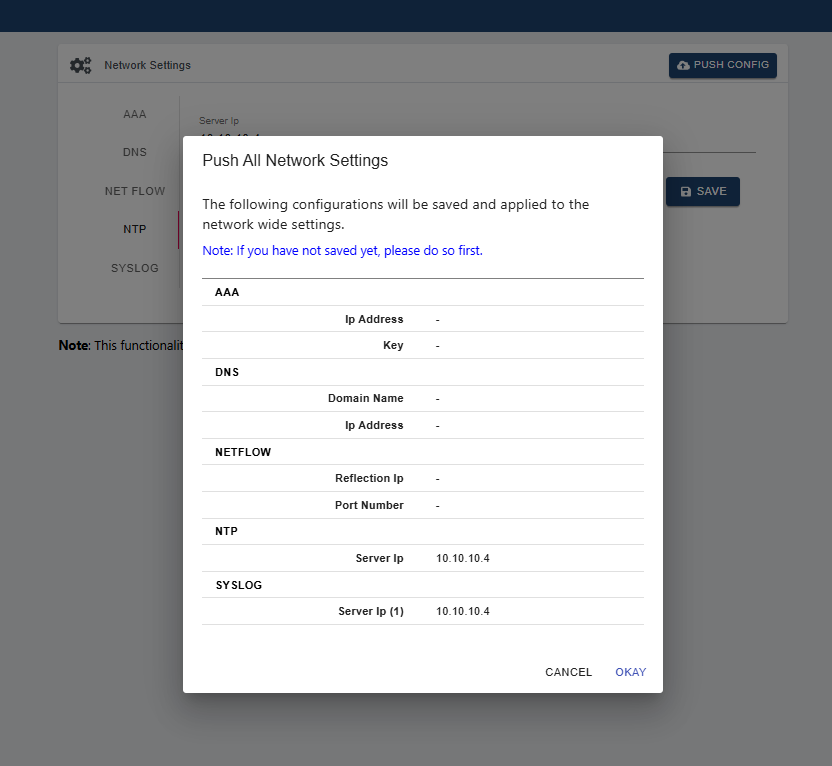 Network Settings
PUSH CONFIG
AAA
Server Ip
DNS
NET FLOW
SAVE
NTP
SYSLOG
Note: This functionalit
Push All Network Settings
The following configurations will be saved and applied to the
network wide settings.
Note: If you have not saved yet, please do so first.
AAA
Ip Address -
Key -
DNS
Domain Name -
Ip Address -
NETFLOW
Reflection Ip -
Port Number -
NTP
Server Ip 10.10.10.4
SYSLOG
Server Ip (1) 10.10.10.4
CANCEL OKAY